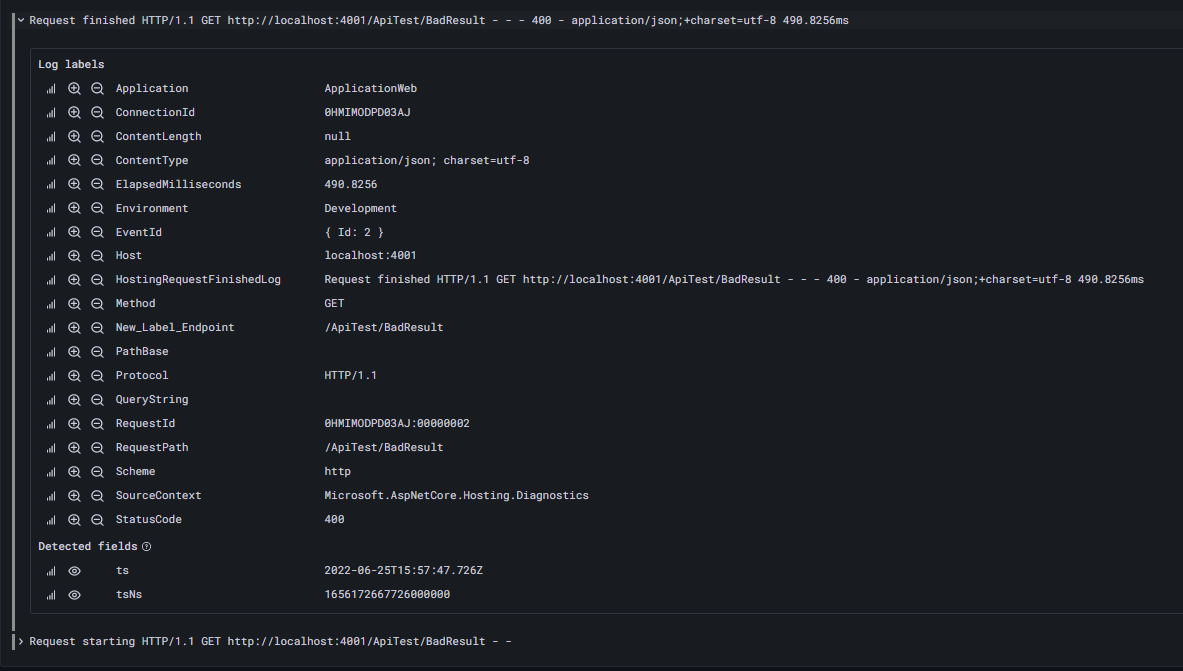 Request finished HTTP/1.1 GET http://localhost:4001/ApiTest/BadResult - - - 400 - application/json;+charset=utf-8 490.8256ms
Log labels
Application ApplicationWeb
ConnectionId 0HMIMODPD03AJ
ContentLength null
ContentType application/json; charset=utf-8
ElapsedMilliseconds 490.8256
Environment Development
EventId { Id: 2 }
Host localhost:4001
HostingRequestFinishedLog Request finished HTTP/1.1 GET http://localhost:4001/ApiTest/BadResult - - - 400 - application/json;+charset=utf-8 490.8256ms
Method GET
New_Label_Endpoint /ApiTest/BadResult
PathBase
Protocol HTTP/1.1
QueryString
RequestId 0HMIMODPD03AJ:00000002
RequestPath /ApiTest/BadResult
Scheme http
SourceContext Microsoft.AspNetCore.Hosting.Diagnostics
StatusCode 400
Detected fields
ts 2022-06-25T15:57:47.726Z
tsNs 1656172667726000000
Request starting HTTP/1.1 GET http://localhost:4001/ApiTest/BadResult - -